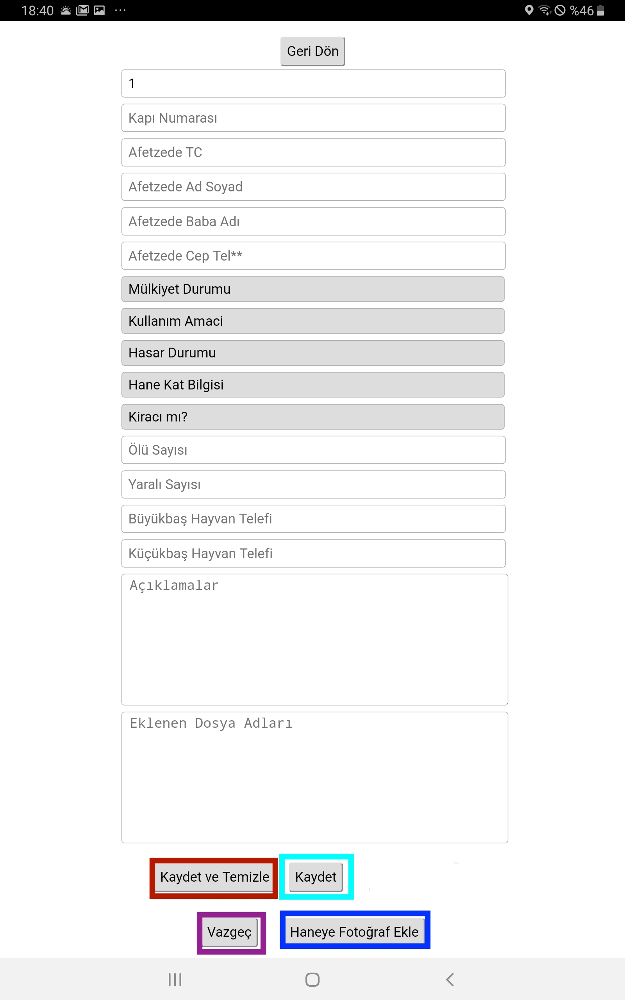 18:40 ... %46
Geri Dön
1
Kapı Numarası
Afetzede TC
Afetzede Ad Soyad
Afetzede Baba Adı
Afetzede Cep Tel**
Mülkiyet Durumu
Kullanım Amaci
Hasar Durumu
Hane Kat Bilgisi
Kiracı mı?
Ölü Sayısı
Yaralı Sayısı
Büyükbaş Hayvan Telefi
Küçükbaş Hayvan Telefi
Açıklamalar
Eklenen Dosya Adları
Kaydet ve Temizle Kaydet
Vazgeç Haneye Fotoğraf Ekle